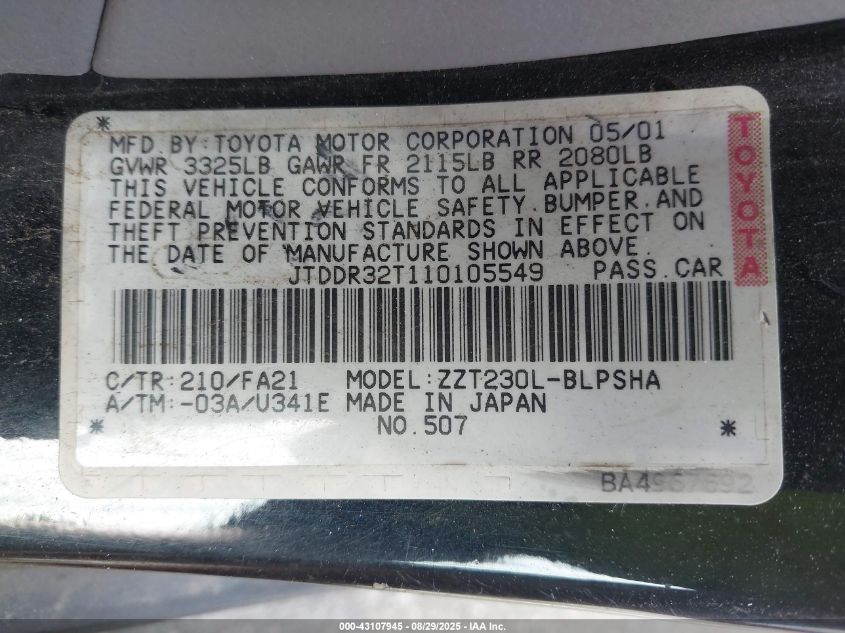 MFD.BY:TOYOTA MOTOR CORPORATION 05/01
GVWR 3325LB GAWR FR 2115LB RR 2080LB
THIS VEHICLE CONFORMS TO ALL APPLICABLE
FEDERAL MOTOR VEHICLE SAFETY.BUMPER.AND
THEFT PREVENTION STANDARDS IN EFFECT ON
THE DATE OF MANUFACTURE SHOWN ABOVE.
JTDDR32T110105549 PASS.CAR
TOYOTA
C/TR:210/FA21 MODEL:ZZT230L-BLPSHA
A/TM:-03A/U341E MADE IN JAPAN
* NO.507 *
000-43107945 - 08/29/2025 - IAA Inc.